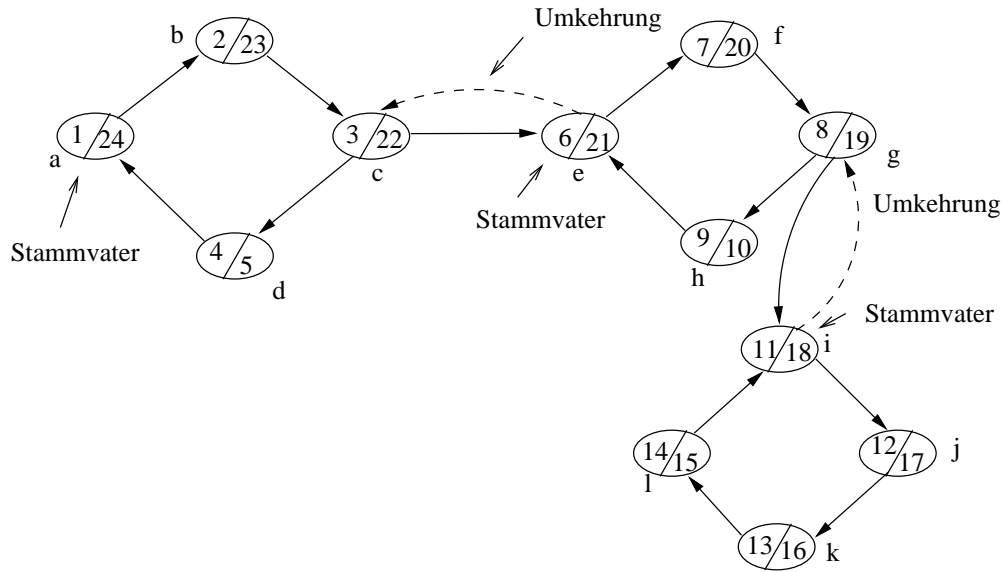 Umkehrung
b
2/23
7/20
f
1/24
a
3/22
c
6/21
e
8/19
g
Stammvater
Stammvater
Umkehrung
4/5
d
9/10
h
Stammvater
11/18
i
14/15
l
12/17
j
13/16
k